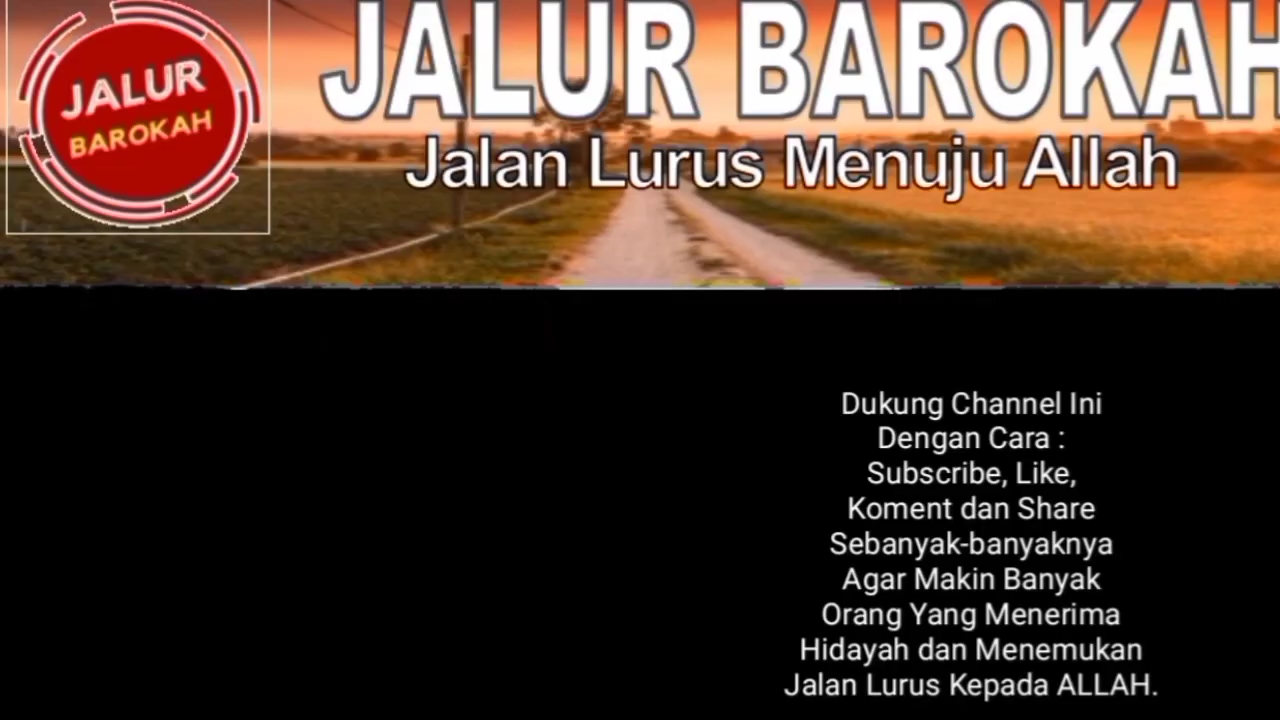 JALUR
BAROKAH
JALUR BAROKAH
Jalan Lurus Menuju Allah
Dukung Channel Ini
Dengan Cara :
Subscribe, Like,
Koment dan Share
Sebanyak-banyaknya
Agar Makin Banyak
Orang Yang Menerima
Hidayah dan Menemukan
Jalan Lurus Kepada ALLAH.